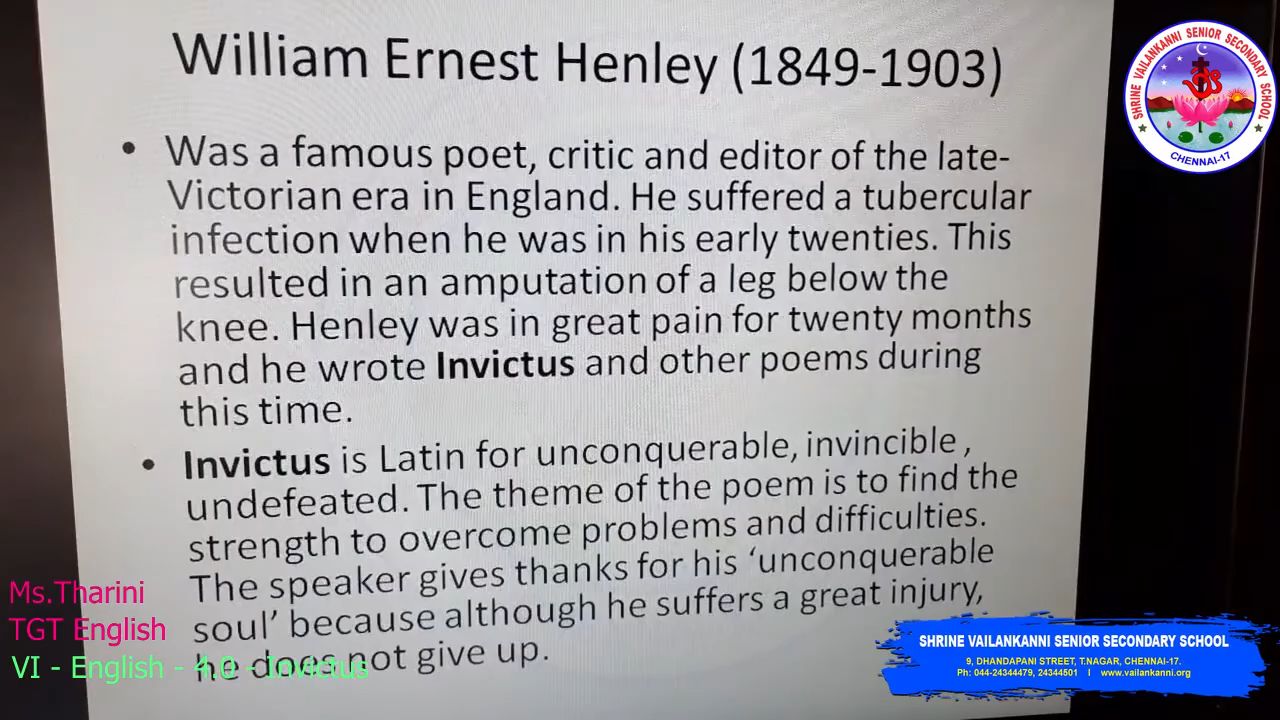 William Ernest Henley (1849-1903)
• Was a famous poet, critic and editor of the late-
Victorian era in England. He suffered a tubercular
infection when he was in his early twenties. This
resulted in an amputation of a leg below the
knee. Henley was in great pain for twenty months
and he wrote Invictus and other poems during
this time.
• Invictus is Latin for unconquerable, invincible ,
undefeated. The theme of the poem is to find the
strength to overcome problems and difficulties.
The speaker gives thanks for his ‘unconquerable
soul’ because although he suffers a great injury,
he does not give up.
Ms.Tharini
TGT English
VI - English - 4.0 - Invictus
SHRINE VAILANKANNI SENIOR SECONDARY SCHOOL
CHENNAI-17
SHRINE VAILANKANNI SENIOR SECONDARY SCHOOL
9, DHANDAPANI STREET, T.NAGAR, CHENNAI-17.
Ph: 044-24344479, 24344501 I www.vailankanni.org